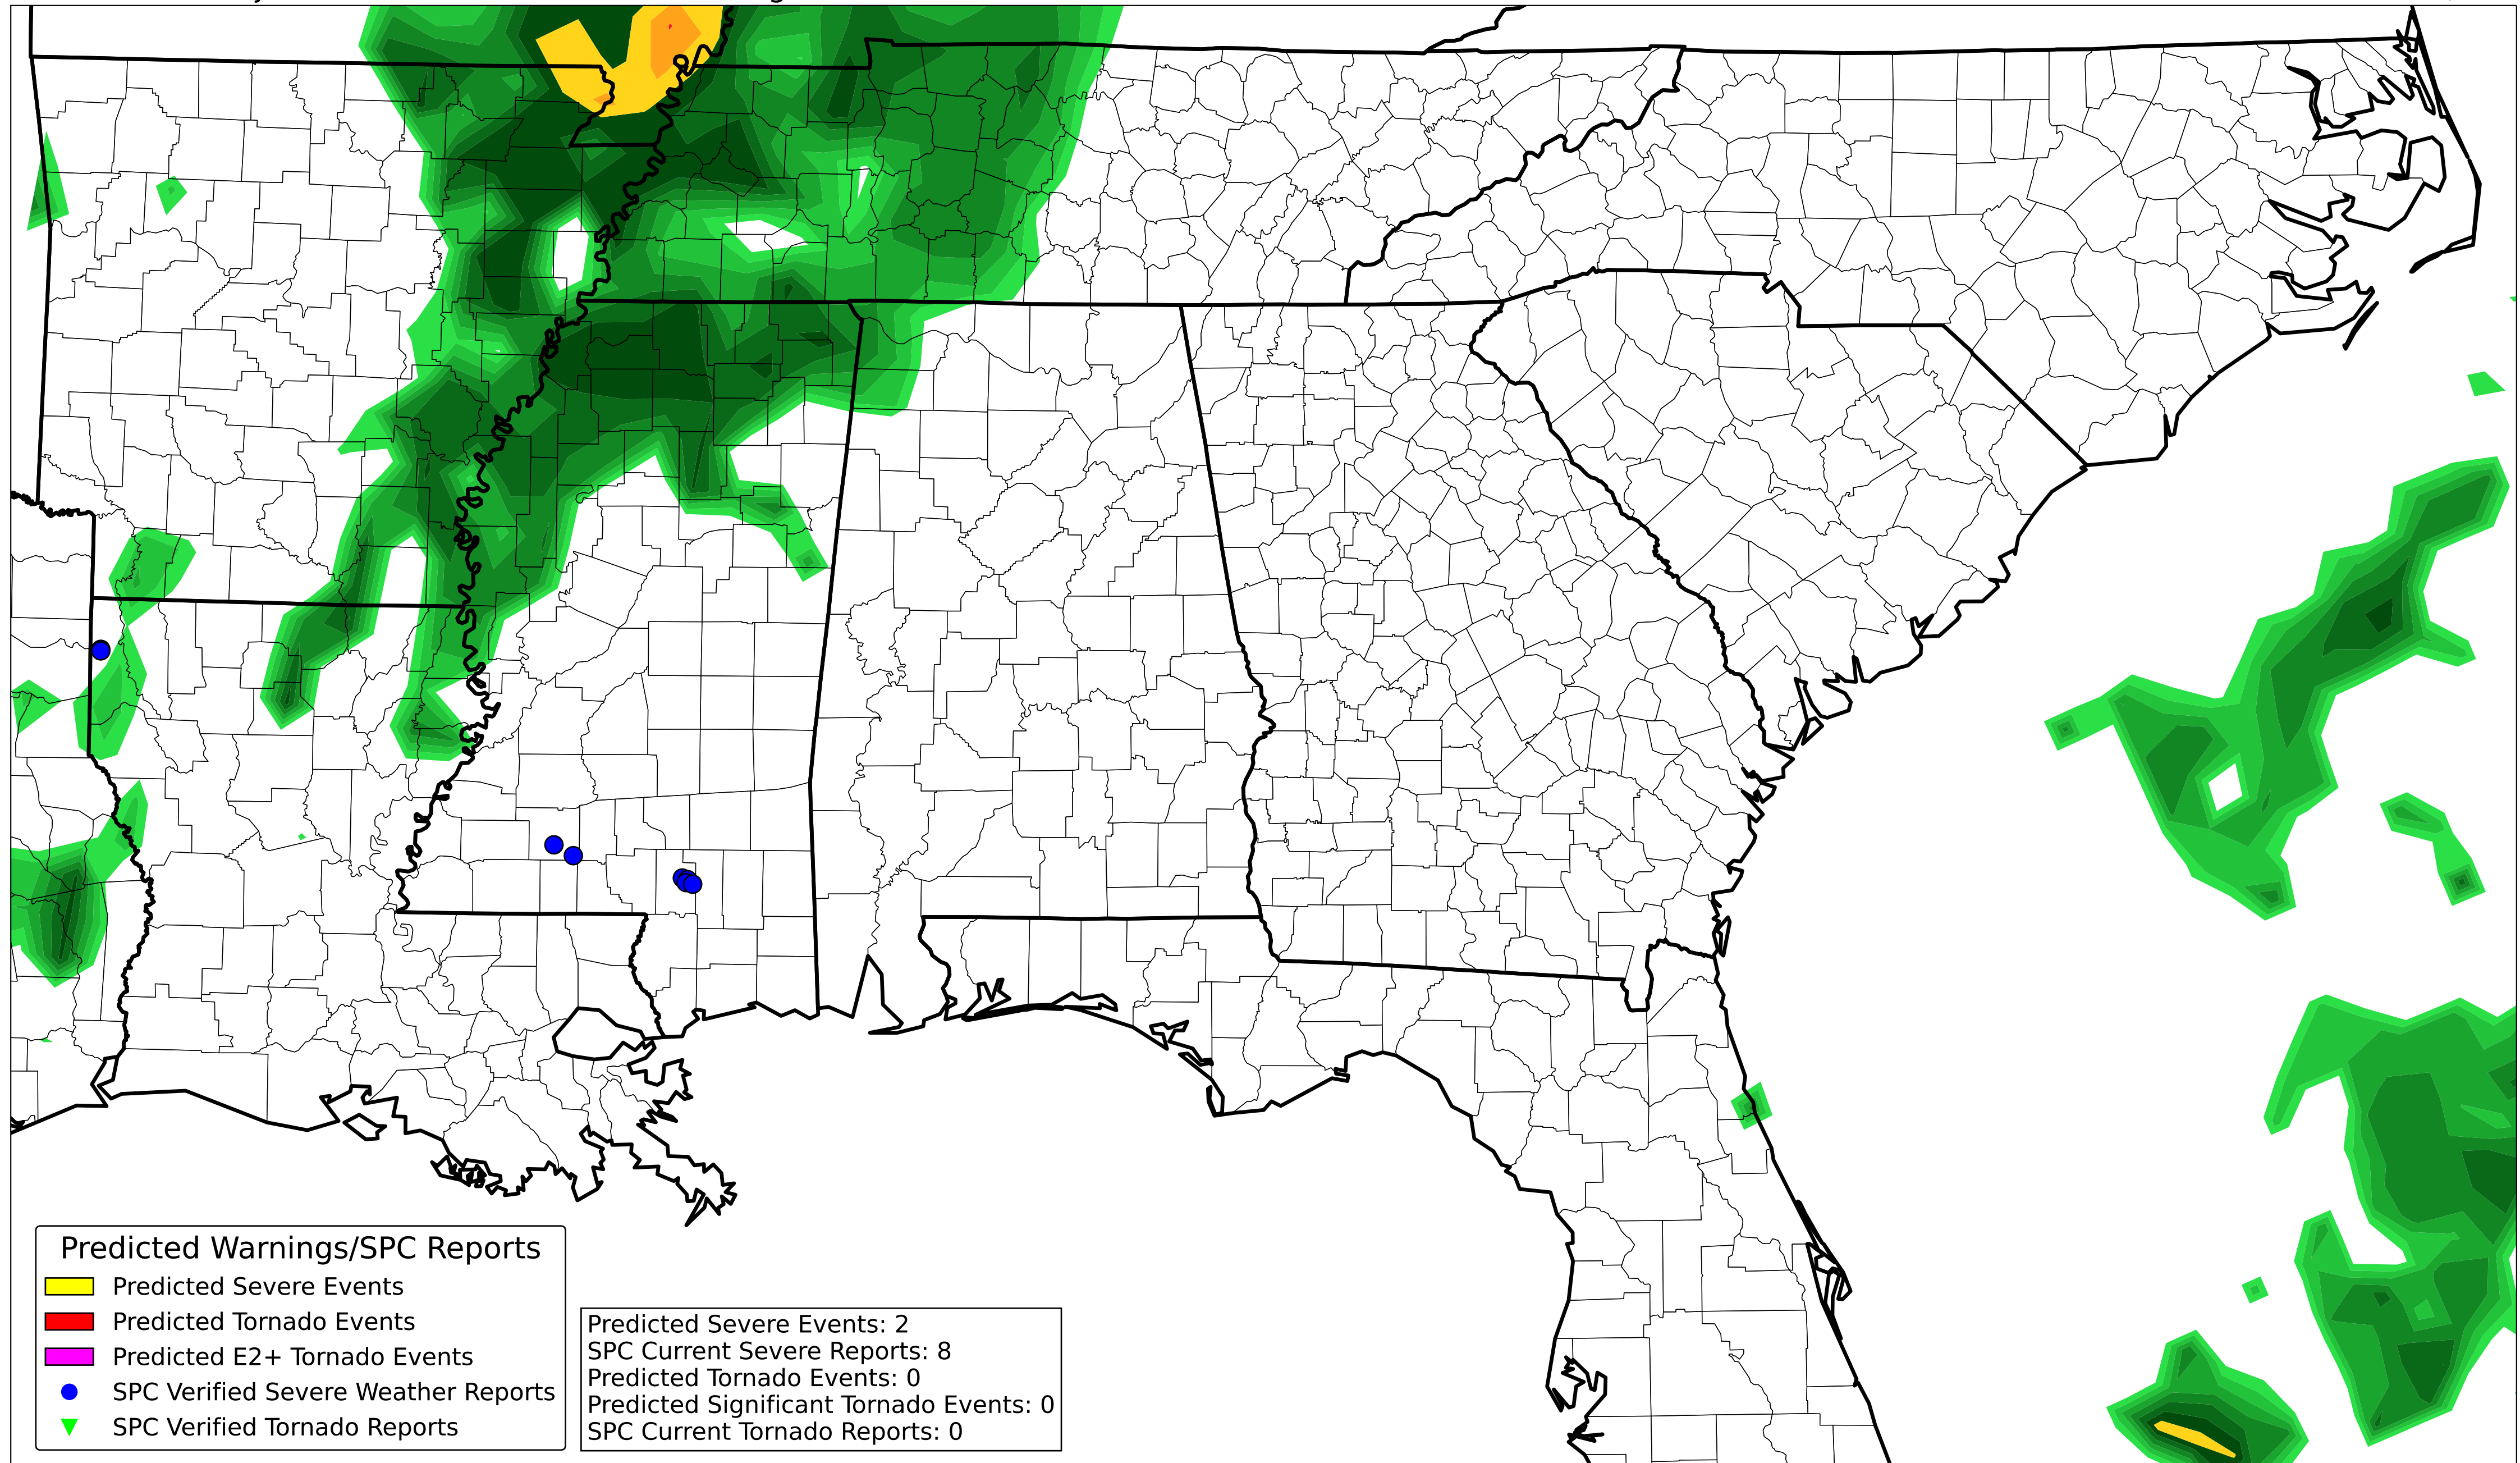 Predicted Warnings/SPC Reports
Predicted Severe Events
Predicted Tornado Events
Predicted E2+ Tornado Events
SPC Verified Severe Weather Reports
SPC Verified Tornado Reports
Predicted Severe Events: 2
SPC Current Severe Reports: 8
Predicted Tornado Events: 0
Predicted Significant Tornado Events: 0
SPC Current Tornado Reports: 0